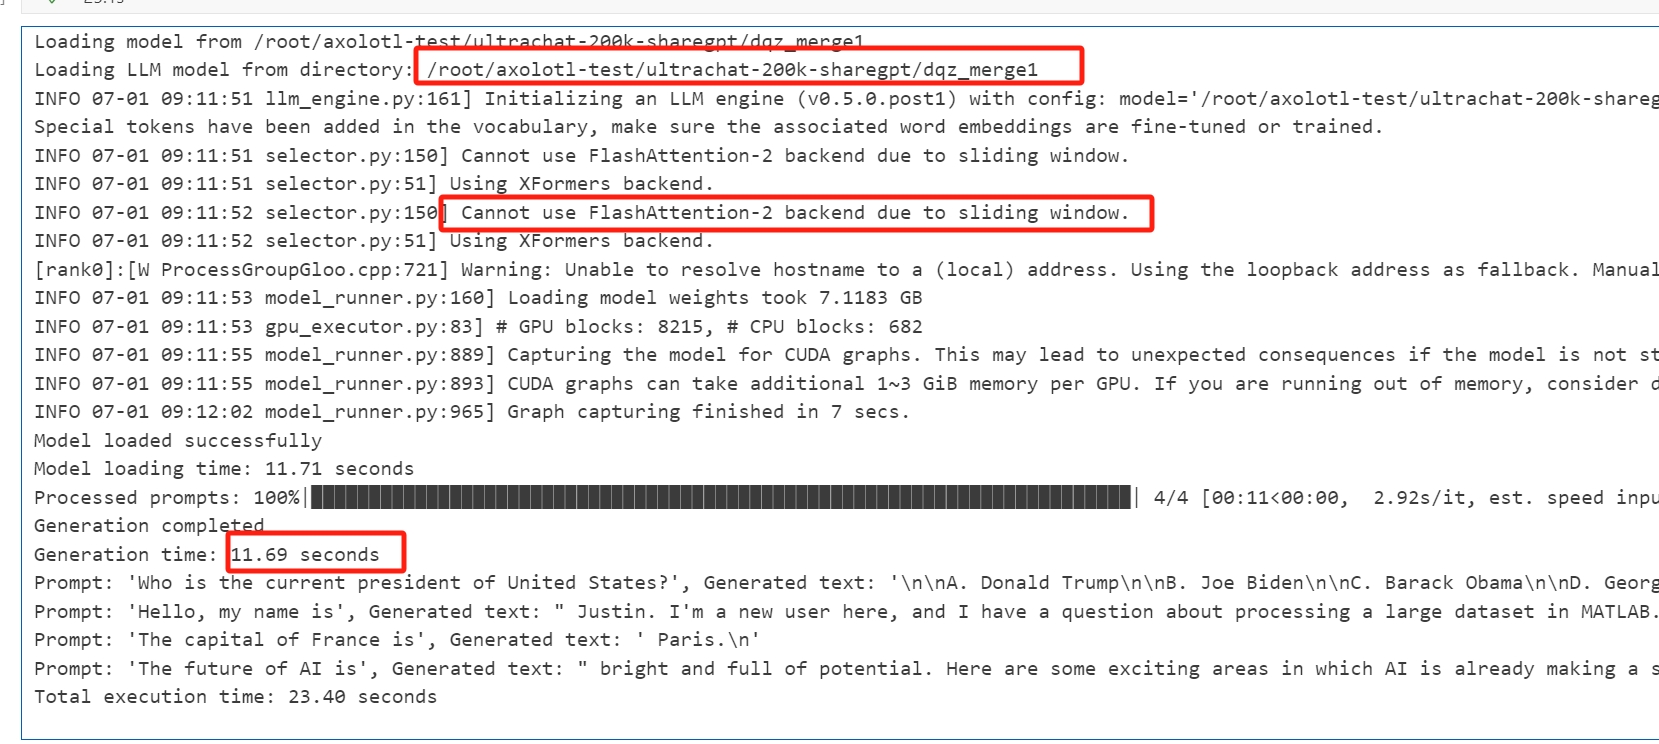 Loading model from /root/axolotl-test/ultrachat-200k-sharegpt/dqz_merge1
Loading LLM model from directory: /root/axolotl-test/ultrachat-200k-sharegpt/dqz_merge1
INFO 07-01 09:11:51 llm_engine.py:161] Initializing an LLM engine (v0.5.0.post1) with config: model='/root/axolotl-test/ultrachat-200k-shareg
Special tokens have been added in the vocabulary, make sure the associated word embeddings are fine-tuned or trained.
INFO 07-01 09:11:51 selector.py:150] Cannot use FlashAttention-2 backend due to sliding window.
INFO 07-01 09:11:51 selector.py:51] Using XFormers backend.
INFO 07-01 09:11:52 selector.py:150] Cannot use FlashAttention-2 backend due to sliding window.
INFO 07-01 09:11:52 selector.py:51] Using XFormers backend.
[rank0]:[W ProcessGroupGloo.cpp:721] Warning: Unable to resolve hostname to a (local) address. Using the loopback address as fallback. Manual
INFO 07-01 09:11:53 model_runner.py:160] Loading model weights took 7.1183 GB
INFO 07-01 09:11:53 gpu_executor.py:83] # GPU blocks: 8215, # CPU blocks: 682
INFO 07-01 09:11:55 model_runner.py:889] Capturing the model for CUDA graphs. This may lead to unexpected consequences if the model is not st
INFO 07-01 09:11:55 model_runner.py:893] CUDA graphs can take additional 1~3 GiB memory per GPU. If you are running out of memory, consider d
INFO 07-01 09:12:02 model_runner.py:965] Graph capturing finished in 7 secs.
Model loaded successfully
Model loading time: 11.71 seconds
Processed prompts: 100%| | 4/4 [00:11<00:00, 2.92s/it, est. speed inpu
Generation completed
Generation time: 11.69 seconds
Prompt: 'Who is the current president of United States?', Generated text: '\n\nA. Donald Trump\n\nB. Joe Biden\n\nC. Barack Obama\n\nD. Georg
Prompt: 'Hello, my name is', Generated text: " Justin. I'm a new user here, and I have a question about processing a large dataset in MATLAB.
Prompt: 'The capital of France is', Generated text: ' Paris.\n'
Prompt: 'The future of AI is', Generated text: " bright and full of potential. Here are some exciting areas in which AI is already making a s
Total execution time: 23.40 seconds